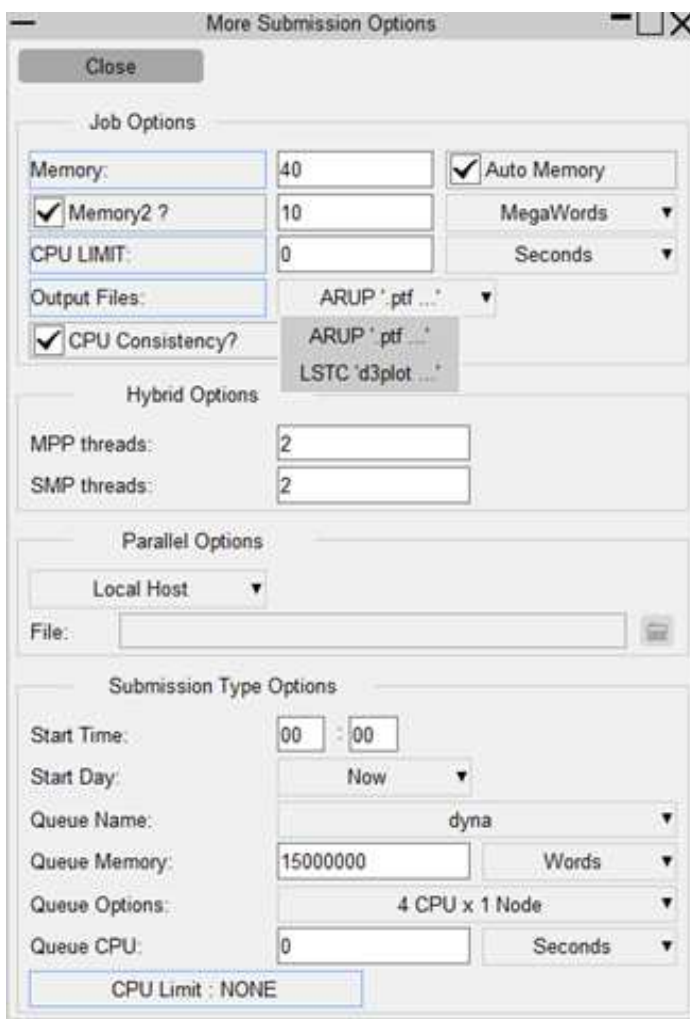 More Submission Options
Close
Job Options
Memory: 40 Auto Memory
Memory2 ? 10 MegaWords
CPU LIMIT: 0 Seconds
Output Files: ARUP '.ptf ...'
CPU Consistency? ARUP '.ptf ...'
LSTC 'd3plot ...'
Hybrid Options
MPP threads: 2
SMP threads: 2
Parallel Options
Local Host
File:
Submission Type Options
Start Time: 00 : 00
Start Day: Now
Queue Name: dyna
Queue Memory: 15000000 Words
Queue Options: 4 CPU x 1 Node
Queue CPU: 0 Seconds
CPU Limit : NONE